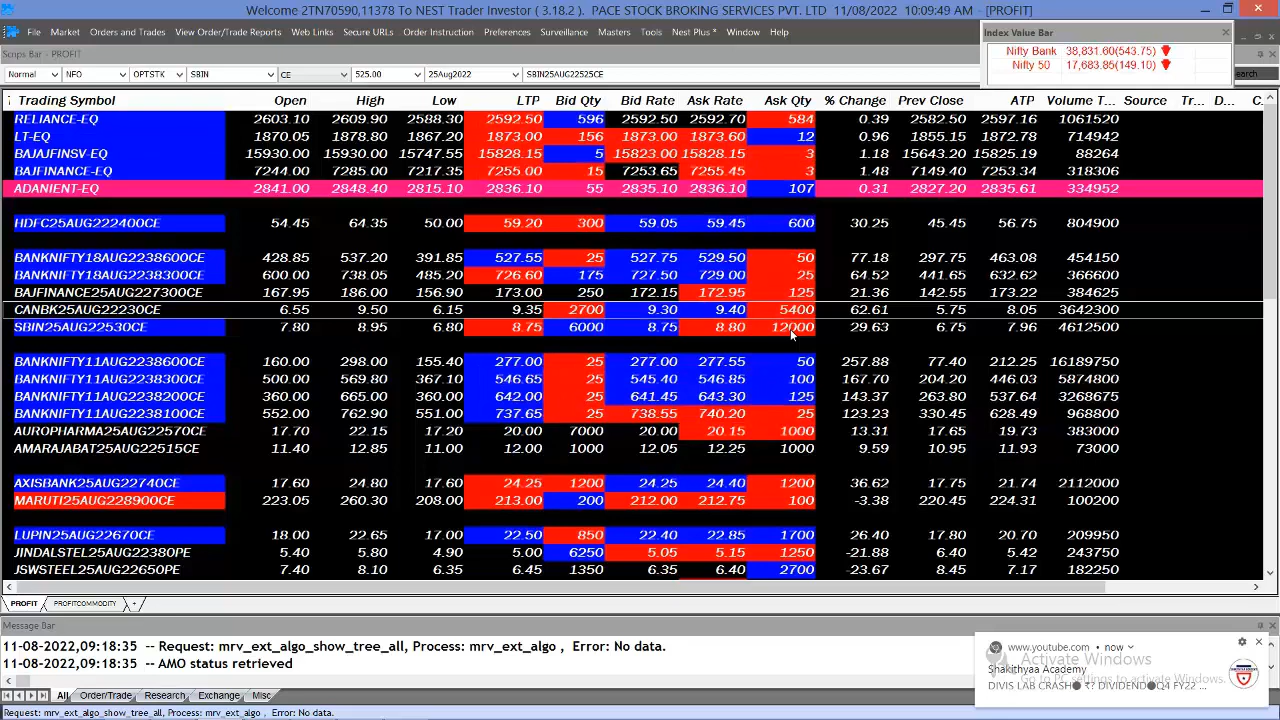 Welcome 2TN70590,11378 To NEST Trader Investor ( 3.18.2 ). PACE STOCK BROKING SERVICES PVT. LTD 11/08/2022 10:09:49 AM - [PROFIT]
File Market Orders and Trades View Order/Trade Reports Web Links Secure URLs Order Instruction Preferences Surveillance Masters Tools Nest Plus * Window Help
Index Value Bar
Nifty Bank 38,831.60(543.75)
Nifty 50 17,683.85(149.10)
Scrips Bar - PROFIT
Normal NFO OPTSTK SBIN CE 525.00 25Aug2022 SBIN25AUG22525CE earch
Trading Symbol Open High Low LTP Bid Qty Bid Rate Ask Rate Ask Qty % Change Prev Close ATP Volume T... Source Tr... D... C.
RELIANCE-EQ 2603.10 2609.90 2588.30 2592.50 596 2592.50 2592.70 584 0.39 2582.50 2597.16 1061520
LT-EQ 1870.05 1878.80 1867.20 1873.00 156 1873.00 1873.60 12 0.96 1855.15 1872.78 714942
BAJAJFINSV-EQ 15930.00 15930.00 15747.55 15828.15 5 15823.00 15828.15 3 1.18 15643.20 15825.19 88264
BAJFINANCE-EQ 7244.00 7285.00 7217.35 7255.00 15 7253.65 7255.45 3 1.48 7149.40 7253.34 318306
ADANIENT-EQ 2841.00 2848.40 2815.10 2836.10 55 2835.10 2836.10 107 0.31 2827.20 2835.61 334952
HDFC25AUG222400CE 54.45 64.35 50.00 59.20 300 59.05 59.45 600 30.25 45.45 56.75 804900
BANKNIFTY18AUG2238600CE 428.85 537.20 391.85 527.55 25 527.75 529.50 50 77.18 297.75 463.08 454150
BANKNIFTY18AUG2238300CE 600.00 738.05 485.20 726.60 175 727.50 729.00 25 64.52 441.65 632.62 366600
BAJFINANCE25AUG227300CE 167.95 186.00 156.90 173.00 250 172.15 172.95 125 21.36 142.55 173.22 384625
CANBK25AUG22230CE 6.55 9.50 6.15 9.35 2700 9.30 9.40 5400 62.61 5.75 8.05 3642300
SBIN25AUG22530CE 7.80 8.95 6.80 8.75 6000 8.75 8.80 12000 29.63 6.75 7.96 4612500
BANKNIFTY11AUG2238600CE 160.00 298.00 155.40 277.00 25 277.00 277.55 50 257.88 77.40 212.25 16189750
BANKNIFTY11AUG2238300CE 500.00 569.80 367.10 546.65 25 545.40 546.85 100 167.70 204.20 446.03 5874800
BANKNIFTY11AUG2238200CE 360.00 665.00 360.00 642.00 25 641.45 643.30 125 143.37 263.80 537.64 3268675
BANKNIFTY11AUG2238100CE 552.00 762.90 551.00 737.65 25 738.55 740.20 25 123.23 330.45 628.49 968800
AUROPHARMA25AUG22570CE 17.70 22.15 17.20 20.00 7000 20.00 20.15 1000 13.31 17.65 19.73 383000
AMARAJABAT25AUG22515CE 11.40 12.85 11.00 12.00 1000 12.05 12.25 1000 9.59 10.95 11.93 73000
AXISBANK25AUG22740CE 17.60 24.80 17.60 24.25 1200 24.25 24.40 1200 36.62 17.75 21.74 2112000
MARUTI25AUG228900CE 223.05 260.30 208.00 213.00 200 212.00 212.75 100 -3.38 220.45 224.31 100200
LUPIN25AUG22670CE 18.00 22.65 17.00 22.50 850 22.40 22.85 1700 26.40 17.80 20.70 209950
JINDALSTEL25AUG22380PE 5.40 5.80 4.90 5.00 6250 5.05 5.15 1250 -21.88 6.40 5.42 243750
JSWSTEEL25AUG22650PE 7.40 8.10 6.35 6.45 1350 6.35 6.40 2700 -23.67 8.45 7.17 182250
PROFIT PROFITCOMMODITY +
Message Bar
11-08-2022,09:18:35 -- Request: mrv_ext_algo_show_tree_all, Process: mrv_ext_algo , Error: No data.
11-08-2022,09:18:35 -- AMO status retrieved
www.youtube.com • now
Activate Windows
Shakithyaa Academy
Go to PC settings to activate Windows.
DIVIS LAB CRASH ₹? DIVIDEND Q4 FY22 ...
All Order/Trade Research Exchange Misc
Request: mrv_ext_algo_show_tree_all, Process: mrv_ext_algo , Error: No data.